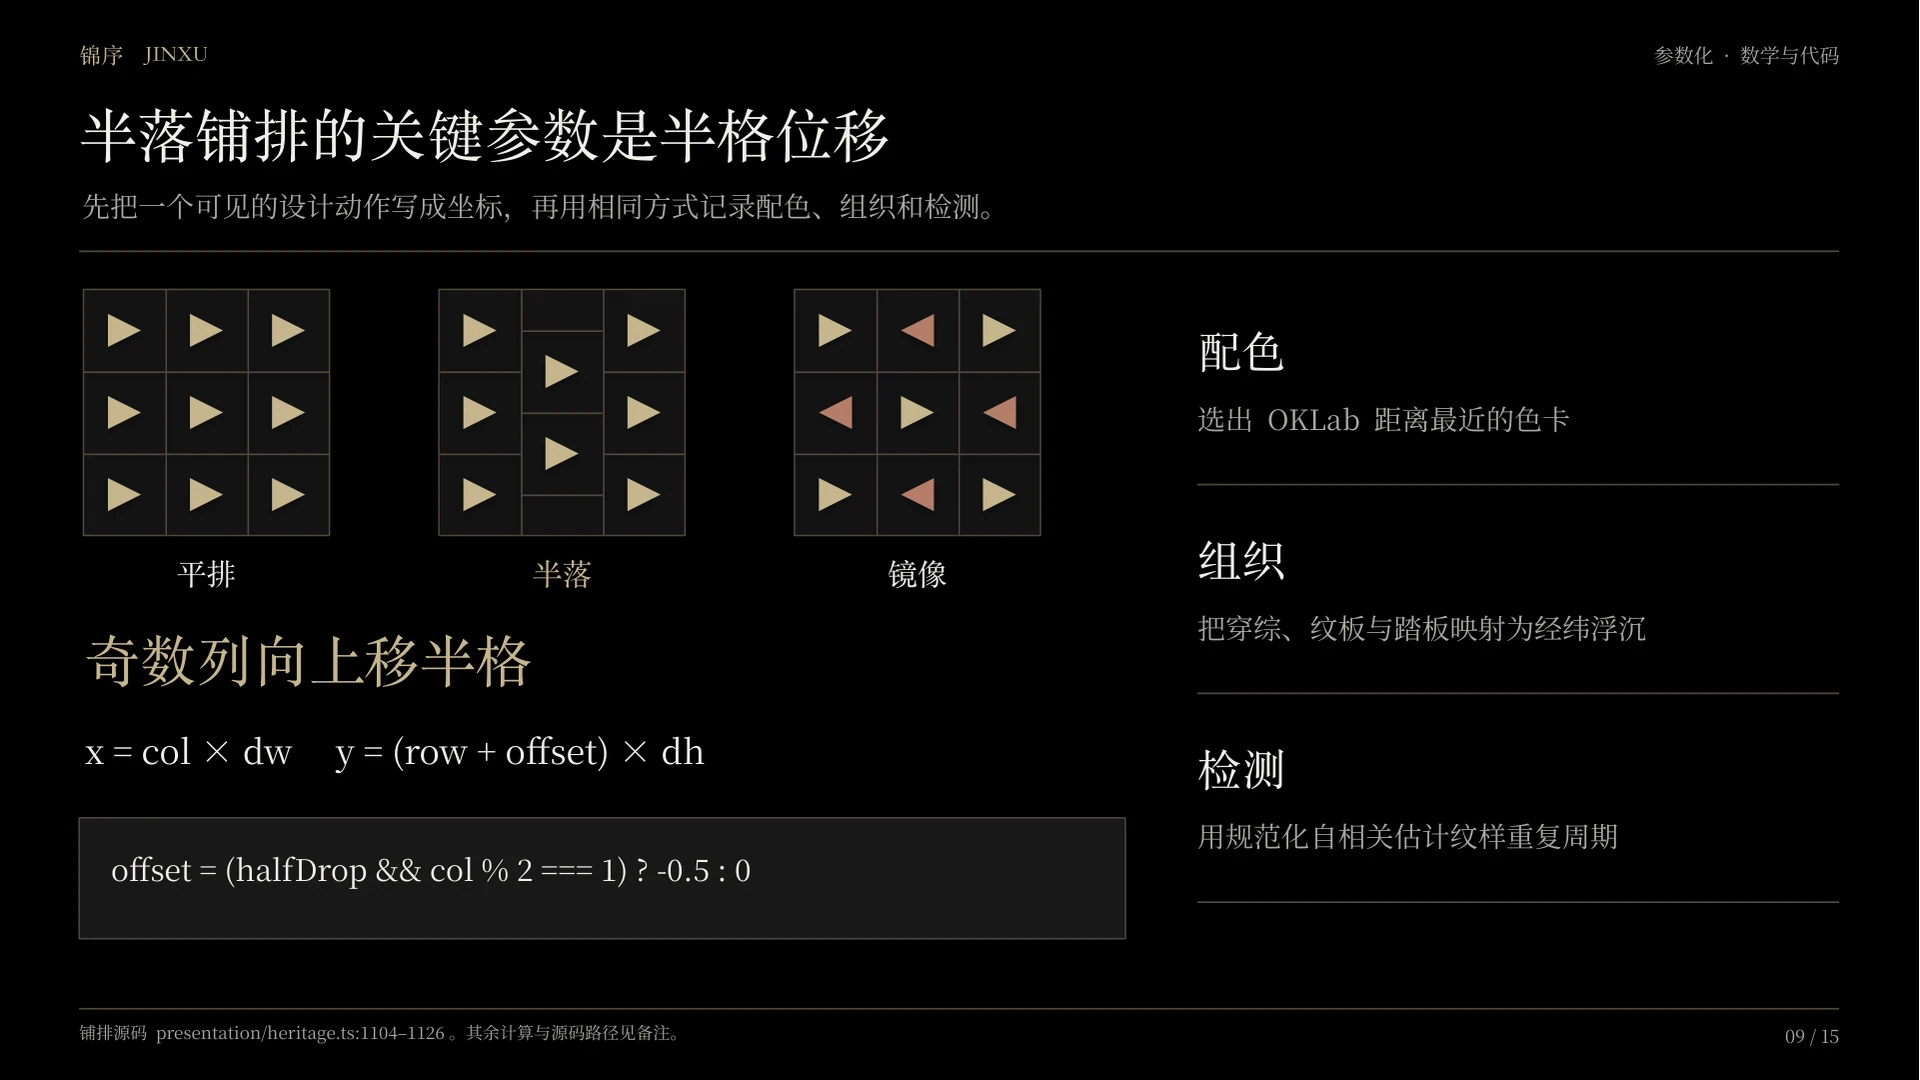 锦序 JINXU
参数化 · 数学与代码
半落铺排的关键参数是半格位移
先把一个可见的设计动作写成坐标，再用相同方式记录配色、组织和检测。
平排
半落
镜像
奇数列向上移半格
x = col × dw y = (row + offset) × dh
offset = (halfDrop && col % 2 === 1) ? -0.5 : 0
配色
选出 OKLab 距离最近的色卡
组织
把穿综、纹板与踏板映射为经纬浮沉
检测
用规范化自相关估计纹样重复周期
铺排源码 presentation/heritage.ts:1104–1126 。其余计算与源码路径见备注。
09 / 15